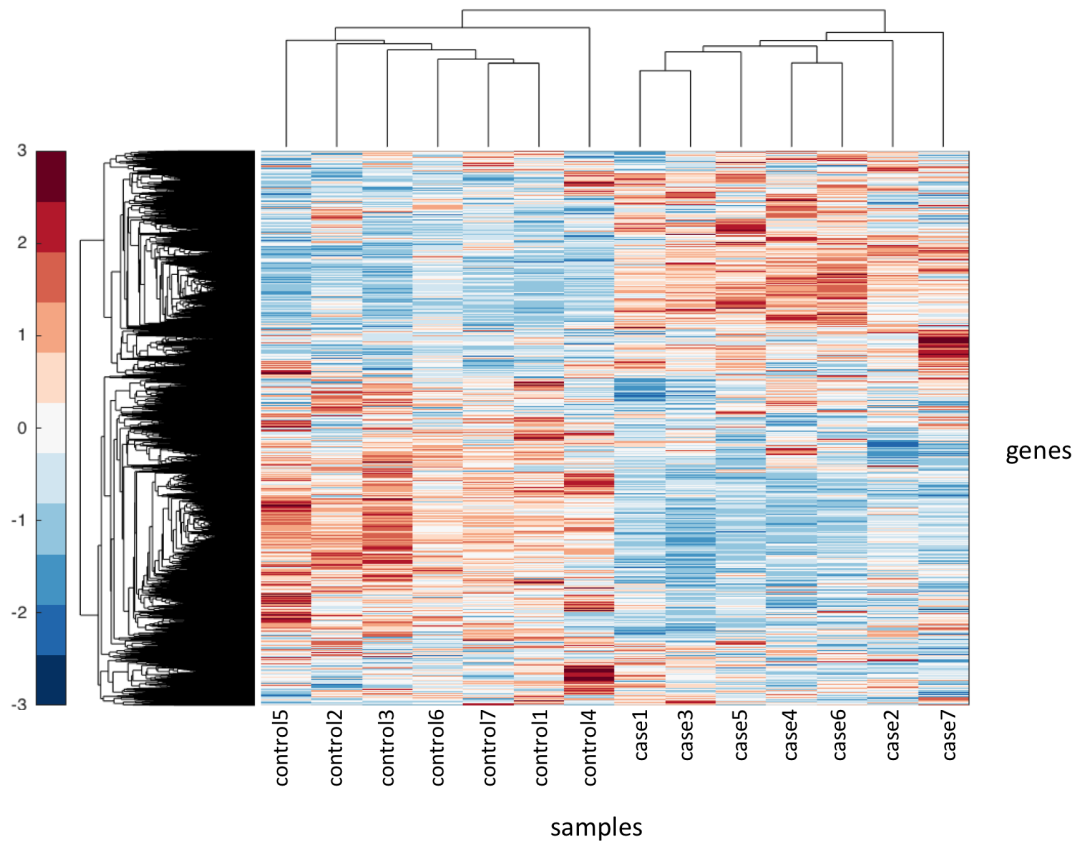 3
2
1
0
-1
-2
-3
genes
control5
control2
control3
control6
control7
control1
control4
case1
case3
case5
case4
case6
case2
case7
samples